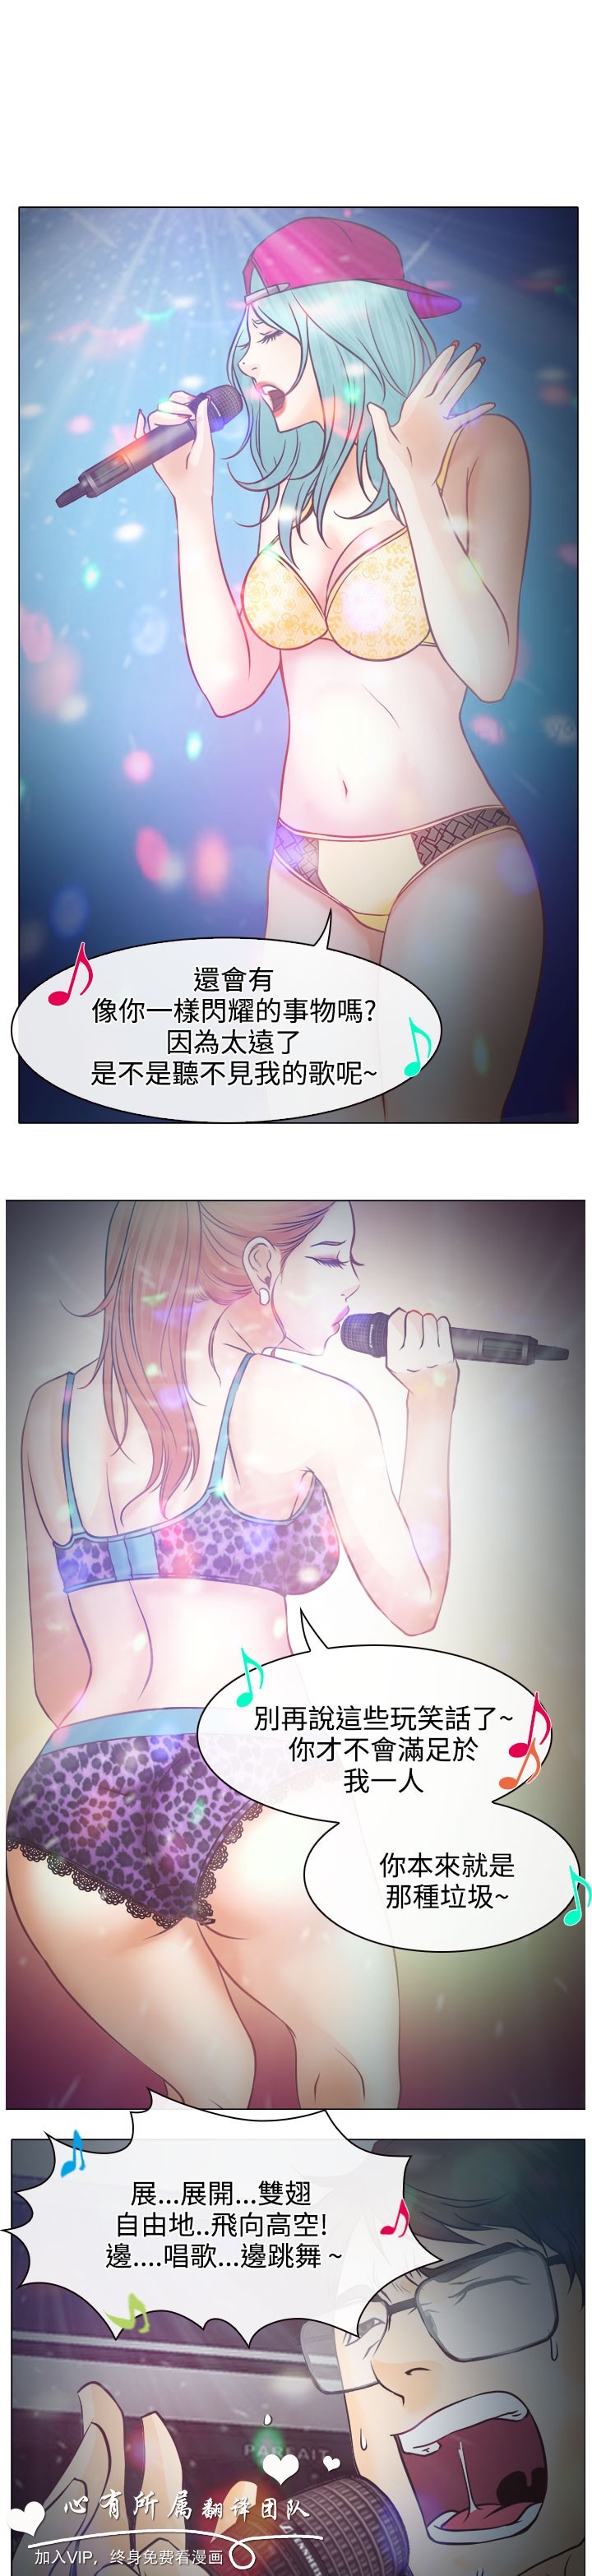 還會有
像你一樣閃耀的事物嗎?
因為太遠了
是不是聽不見我的歌呢~
別再說這些玩笑話了~
你才不會滿足於
我一人
你本來就是
那種垃圾~
展...展開...雙翅
自由地..飛向高空!
邊....唱歌...邊跳舞~
PARFAIT
心有所属翻译团队
加入VIP，终身免费看漫画